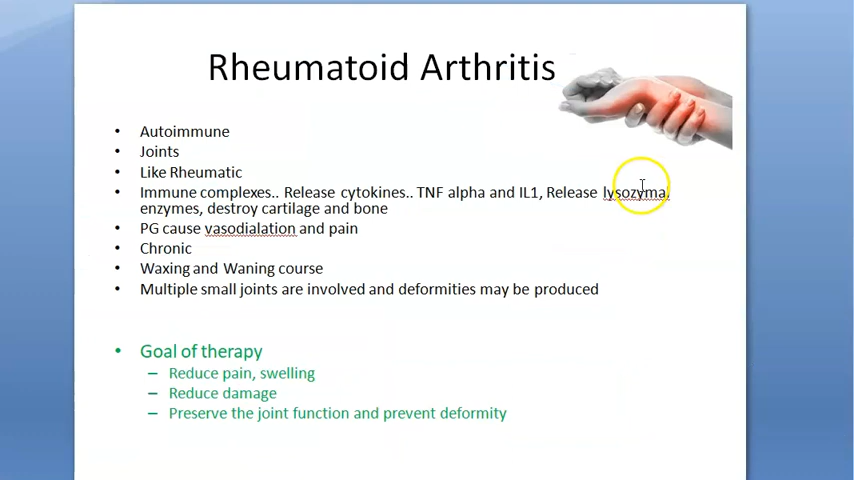 Rheumatoid Arthritis
• Autoimmune
• Joints
• Like Rheumatic
• Immune complexes.. Release cytokines.. TNF alpha and IL1, Release lysozymal
enzymes, destroy cartilage and bone
• PG cause vasodialation and pain
• Chronic
• Waxing and Waning course
• Multiple small joints are involved and deformities may be produced
• Goal of therapy
– Reduce pain, swelling
– Reduce damage
– Preserve the joint function and prevent deformity